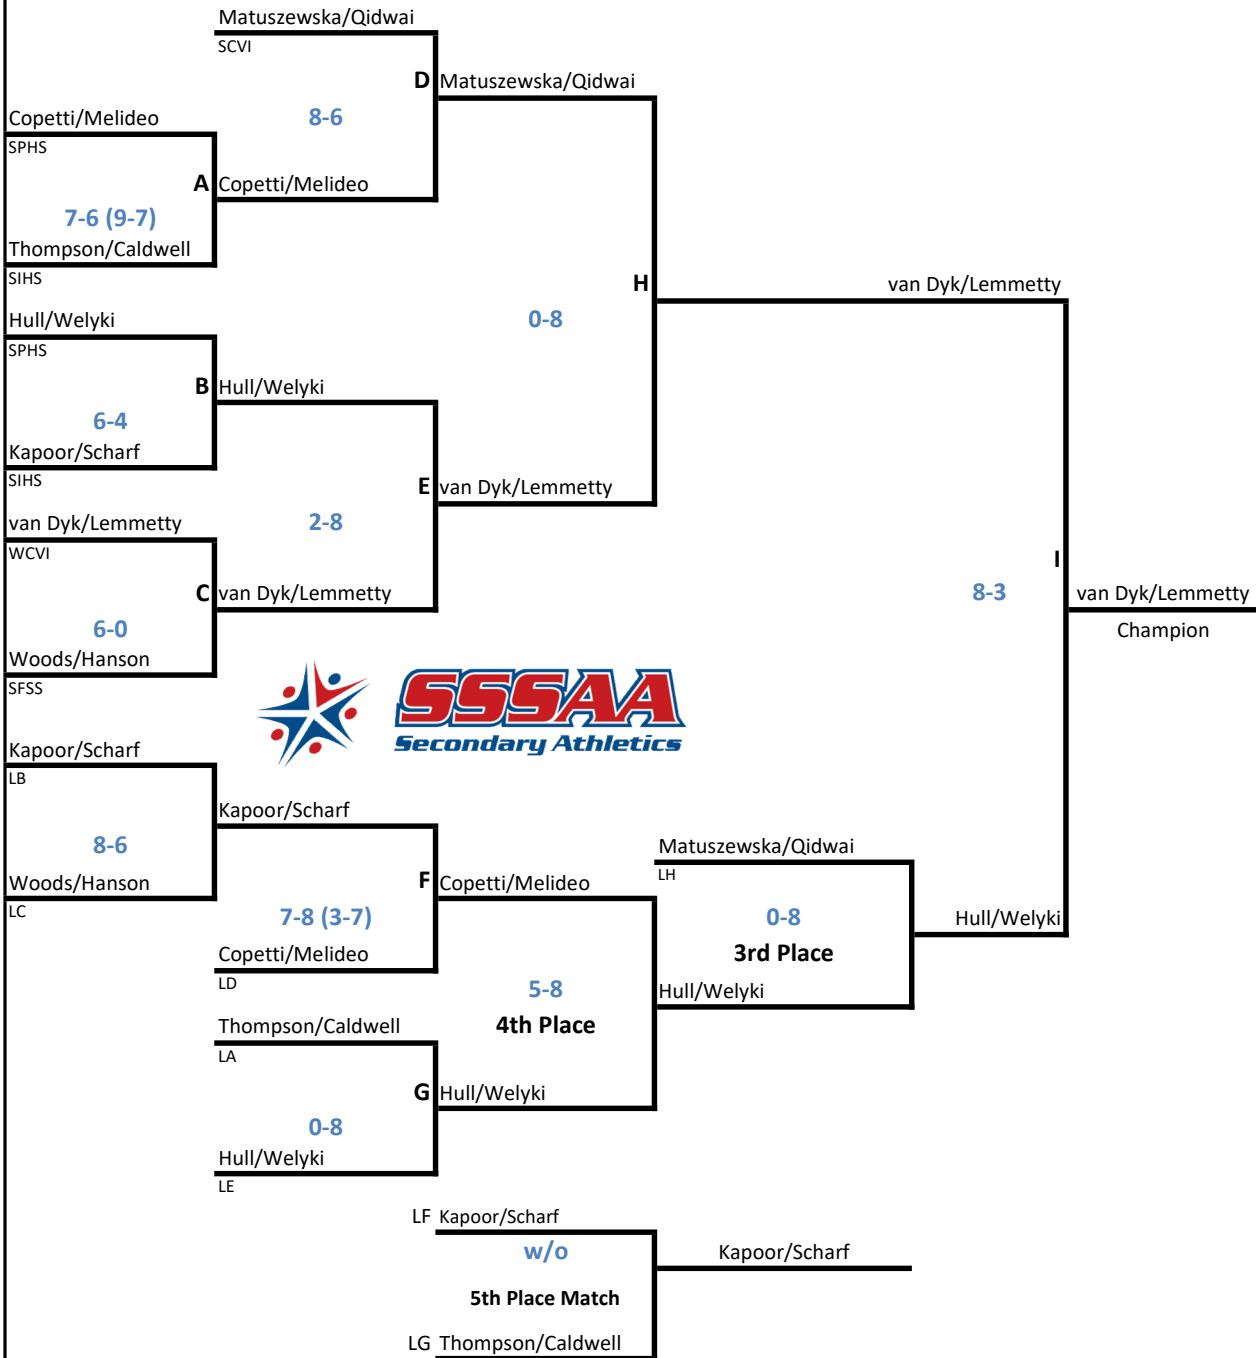 Matuszewska/Qidwai
SCVI
D Matuszewska/Qidwai
Copetti/Melideo
8-6
SPHS
A Copetti/Melideo
7-6 (9-7)
Thompson/Caldwell
SIHS
H van Dyk/Lemmetty
Hull/Welyki
0-8
SPHS
B Hull/Welyki
6-4
Kapoor/Scharf
SIHS
E van Dyk/Lemmetty
van Dyk/Lemmetty
2-8
WCVI
I
C van Dyk/Lemmetty
8-3
van Dyk/Lemmetty
6-0
Champion
Woods/Hanson
SFSS
SSSAA
Secondary Athletics
Kapoor/Scharf
LB
Kapoor/Scharf
8-6
Matuszewska/Qidwai
LH
Woods/Hanson
F Copetti/Melideo
LC
7-8 (3-7)
0-8
Hull/Welyki
3rd Place
Copetti/Melideo
LD
5-8
Hull/Welyki
4th Place
Thompson/Caldwell
LA
G Hull/Welyki
0-8
Hull/Welyki
LE
LF Kapoor/Scharf
w/o
Kapoor/Scharf
5th Place Match
LG Thompson/Caldwell